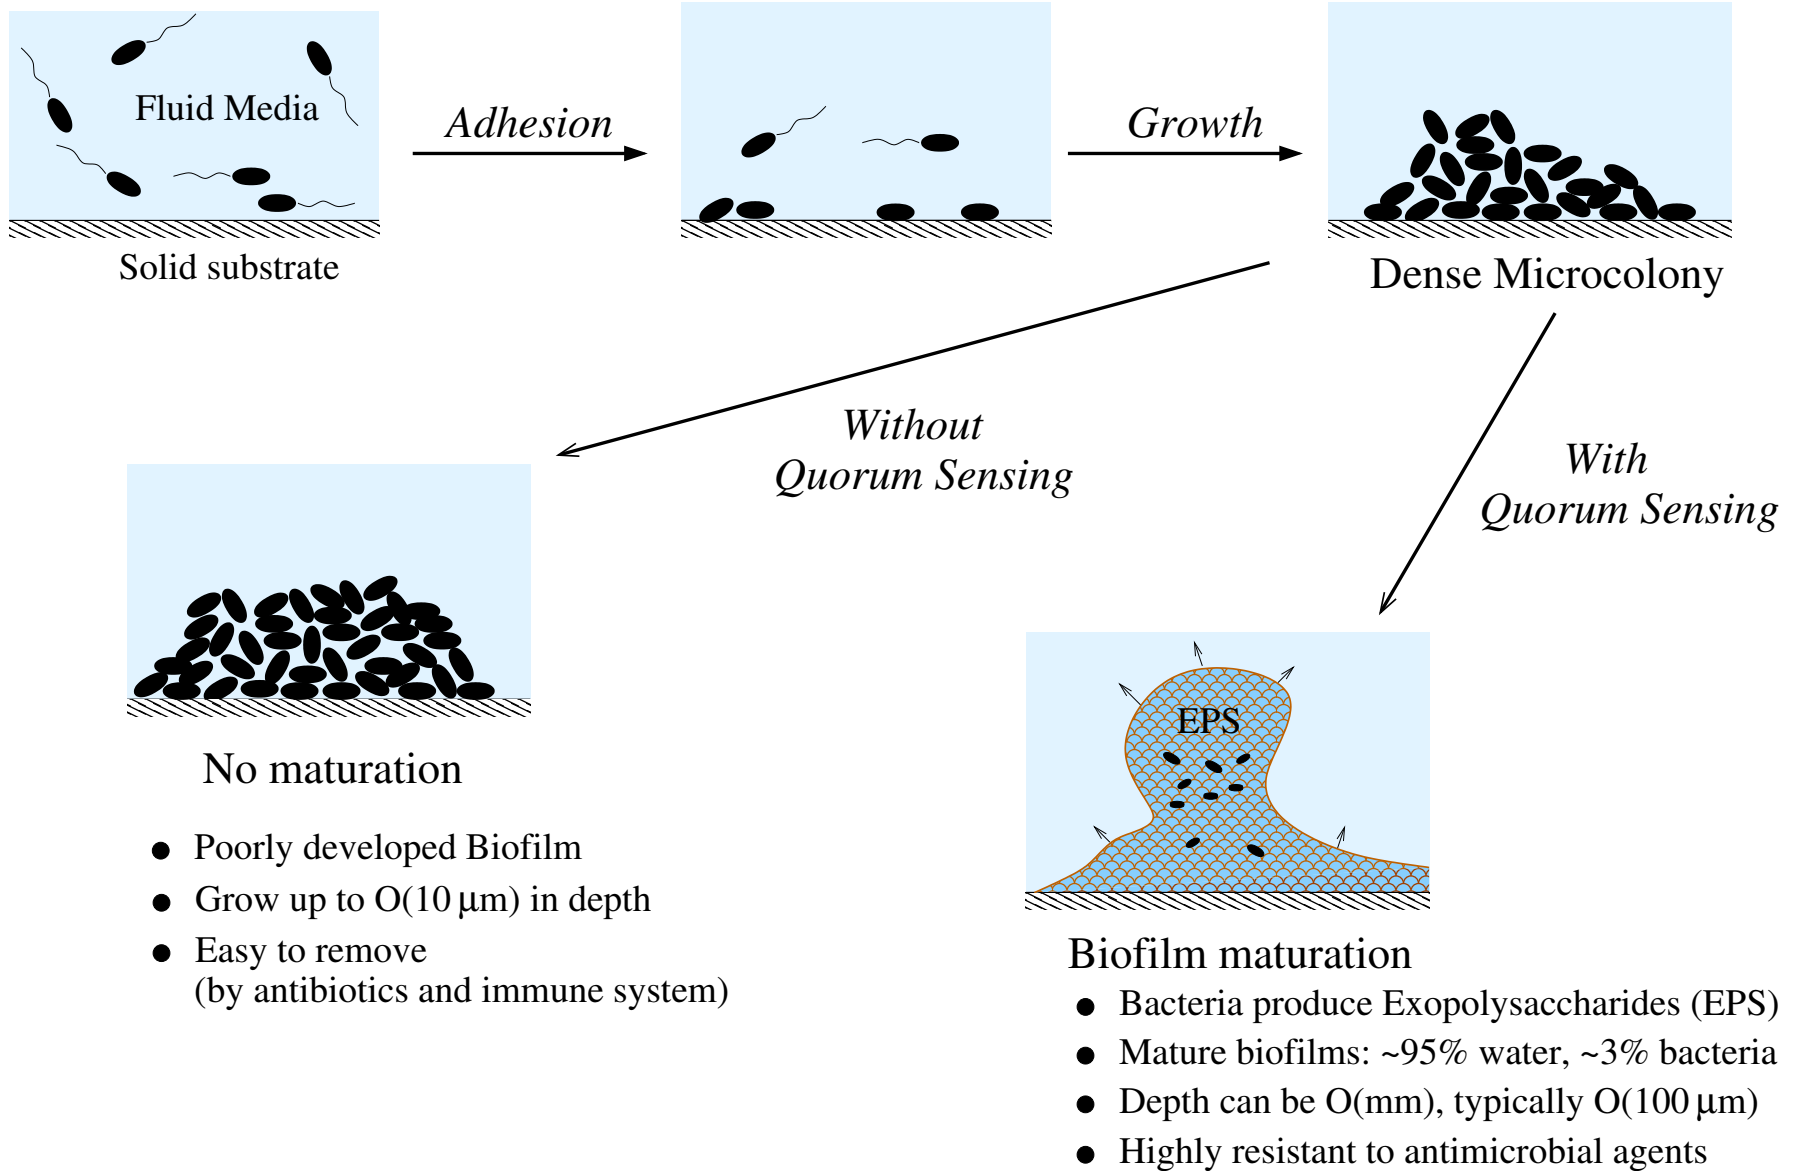 Fluid Media
Solid substrate
Adhesion
Growth
Dense Microcolony
Without
Quorum Sensing
With
Quorum Sensing
No maturation
● Poorly developed Biofilm
● Grow up to O(10 μm) in depth
● Easy to remove
(by antibiotics and immune system)
EPS
Biofilm maturation
● Bacteria produce Exopolysaccharides (EPS)
● Mature biofilms: ~95% water, ~3% bacteria
● Depth can be O(mm), typically O(100 μm)
● Highly resistant to antimicrobial agents